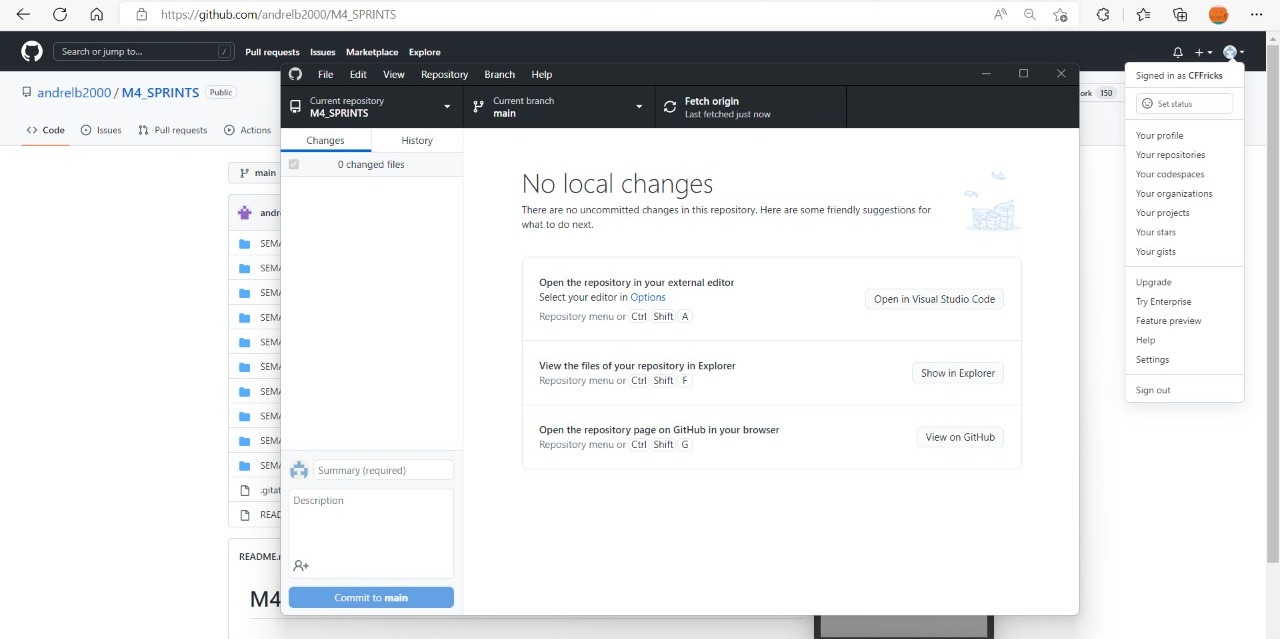 https://github.com/andrelb2000/M4_SPRINTS
Search or jump to...
/
Pull requests
Issues
Marketplace
Explore
andrelb2000 / M4_SPRINTS
Public
ork 150
Code
Issues
Pull requests
Actions
main
andr
SEMA
SEMA
SEMA
SEMA
SEMA
SEMA
SEMA
SEMA
SEMA
SEMA
.gitat
READ
README.m
M4
File
Edit
View
Repository
Branch
Help
Current repository
M4_SPRINTS
Current branch
main
Fetch origin
Last fetched just now
Changes
History
0 changed files
No local changes
There are no uncommitted changes in this repository. Here are some friendly suggestions for
what to do next.
Open the repository in your external editor
Select your editor in Options
Repository menu or Ctrl Shift A
Open in Visual Studio Code
View the files of your repository in Explorer
Repository menu or Ctrl Shift F
Show in Explorer
Open the repository page on GitHub in your browser
Repository menu or Ctrl Shift G
View on GitHub
Summary (required)
Description
Commit to main
Signed in as CFFricks
Set status
Your profile
Your repositories
Your codespaces
Your organizations
Your projects
Your stars
Your gists
Upgrade
Try Enterprise
Feature preview
Help
Settings
Sign out